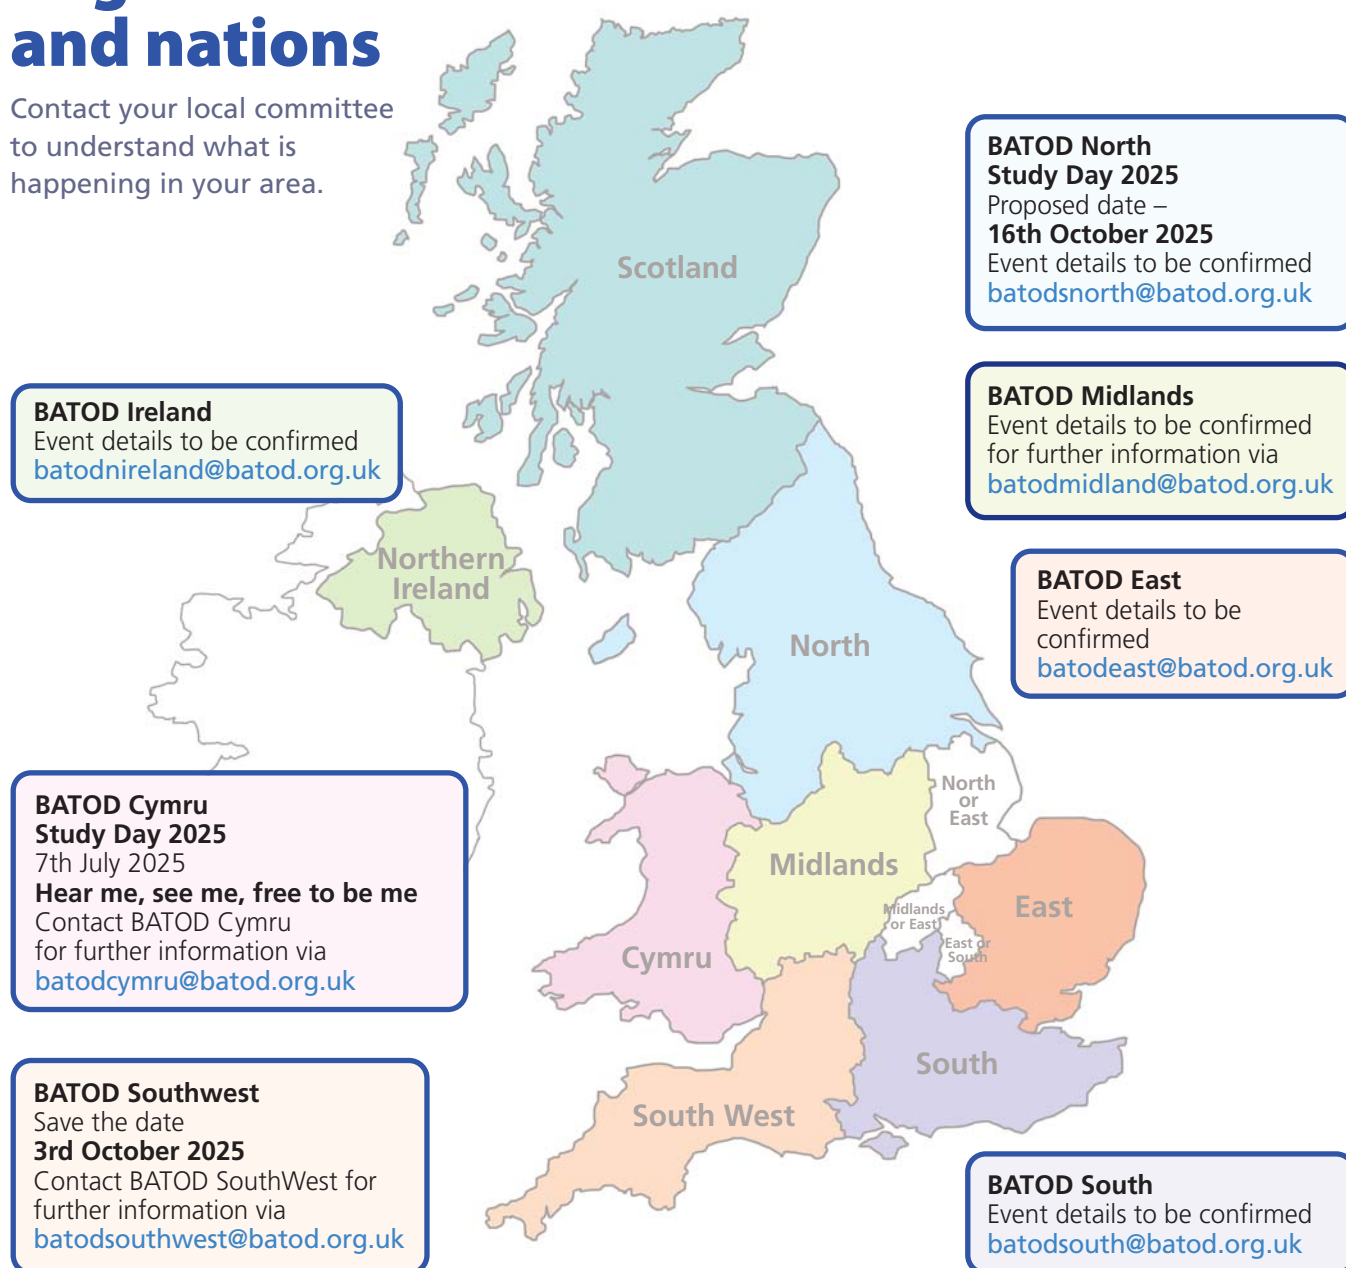 and nations
Contact your local committee
to understand what is
happening in your area.
BATOD North
Study Day 2025
Proposed date –
16th October 2025
Event details to be confirmed
batodsnorth@batod.org.uk
Scotland
BATOD Midlands
Event details to be confirmed
for further information via
batodmidland@batod.org.uk
BATOD Ireland
Event details to be confirmed
batodnireland@batod.org.uk
Northern
Ireland
BATOD East
Event details to be
confirmed
batodeast@batod.org.uk
North
North
or
East
BATOD Cymru
Study Day 2025
7th July 2025
Hear me, see me, free to be me
Contact BATOD Cymru
for further information via
batodcymru@batod.org.uk
Midlands
Midlands
or East
East
East or
South
Cymru
South
South West
BATOD Southwest
Save the date
3rd October 2025
Contact BATOD SouthWest for
further information via
batodsouthwest@batod.org.uk
BATOD South
Event details to be confirmed
batodsouth@batod.org.uk